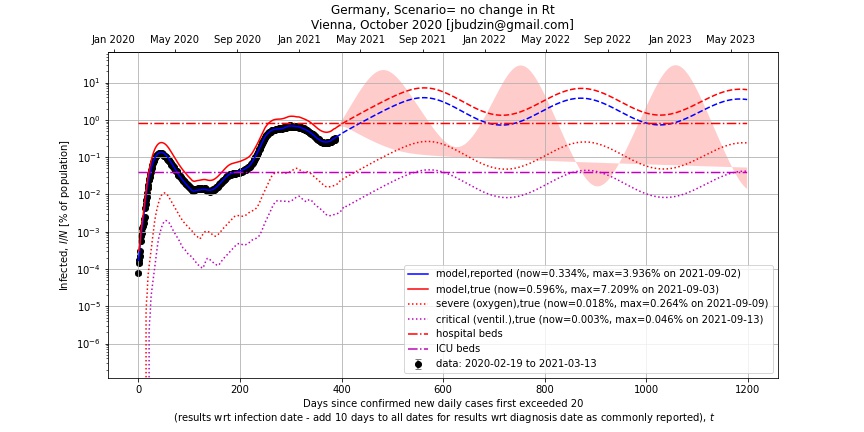 Germany, Scenario= no change in Rt
Vienna, October 2020 [jbudzin@gmail.com]
Jan 2020 May 2020 Sep 2020 Jan 2021 May 2021 Sep 2021 Jan 2022 May 2022 Sep 2022 Jan 2023 May 2023
Infected, I/N [% of population]
10¹
10⁰
10⁻¹
10⁻²
10⁻³
10⁻⁴
10⁻⁵
10⁻⁶
model,reported (now=0.334%, max=3.936% on 2021-09-02)
model,true (now=0.596%, max=7.209% on 2021-09-03)
severe (oxygen),true (now=0.018%, max=0.264% on 2021-09-09)
critical (ventil.),true (now=0.003%, max=0.046% on 2021-09-13)
hospital beds
ICU beds
data: 2020-02-19 to 2021-03-13
0 200 400 600 800 1000 1200
Days since confirmed new daily cases first exceeded 20
(results wrt infection date - add 10 days to all dates for results wrt diagnosis date as commonly reported), t